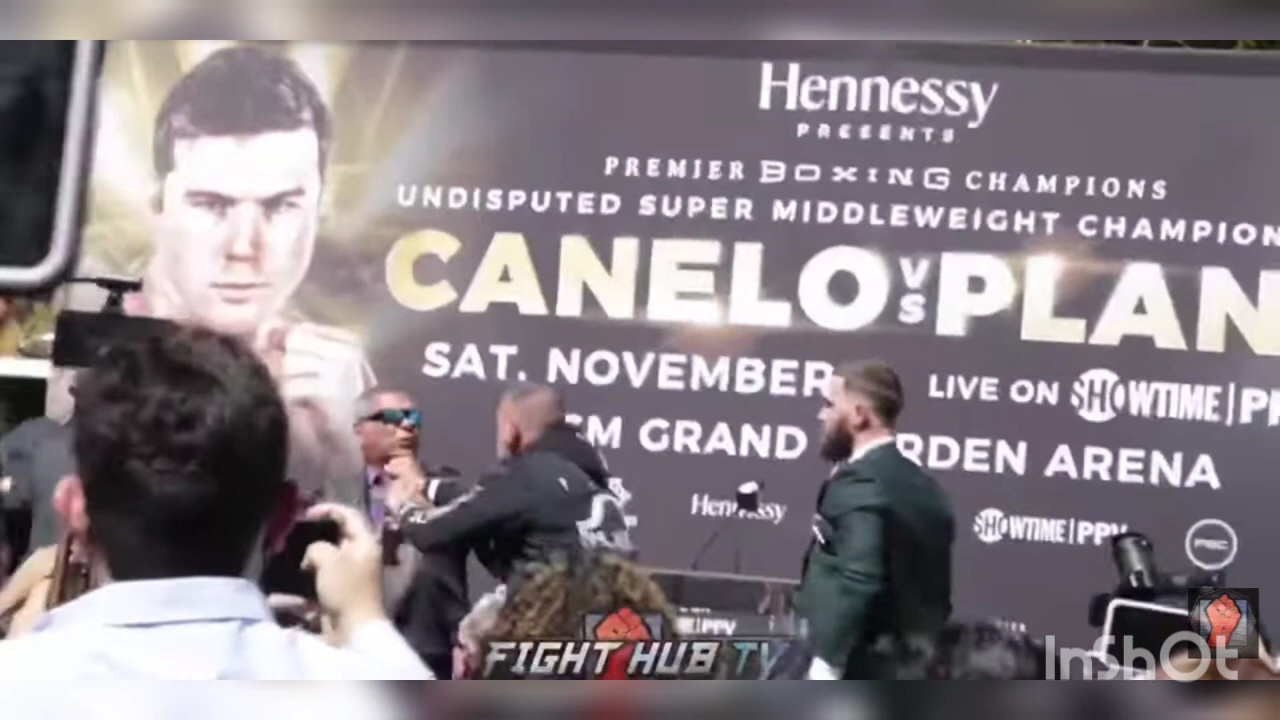 Hennessy
PRESENTS
PREMIER BOXING CHAMPIONS
UNDISPUTED SUPER MIDDLEWEIGHT CHAMPION
CANELO VS PLAN
SAT. NOVEMBER
LIVE ON SHOWTIME | PP
GM GRAND RDEN ARENA
Hennessy
SHOWTIME | PPV
PBC
PPV
FIGHT HUB TV
InShOt